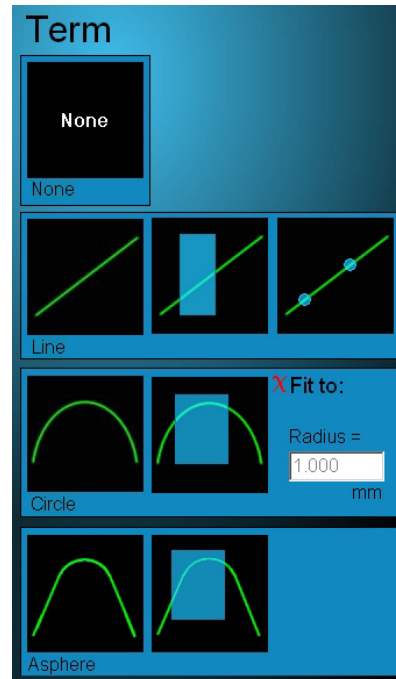 Term
None
None
Line
Fit to:
Radius =
1.000
mm
Circle
Asphere